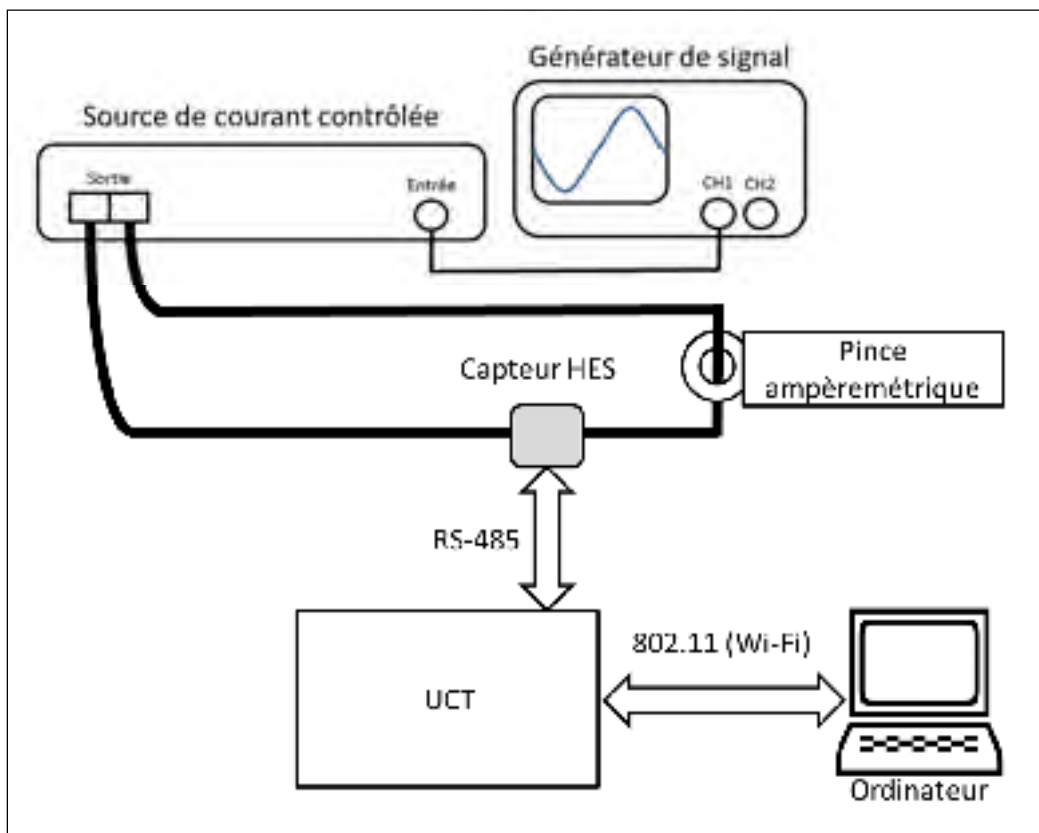 Générateur de signal
Source de courant contrôlée
Sortie
Entrée
CH1 CH2
Capteur HES
Pince
ampèremétrique
RS-485
802.11 (Wi-Fi)
UCT
Ordinateur